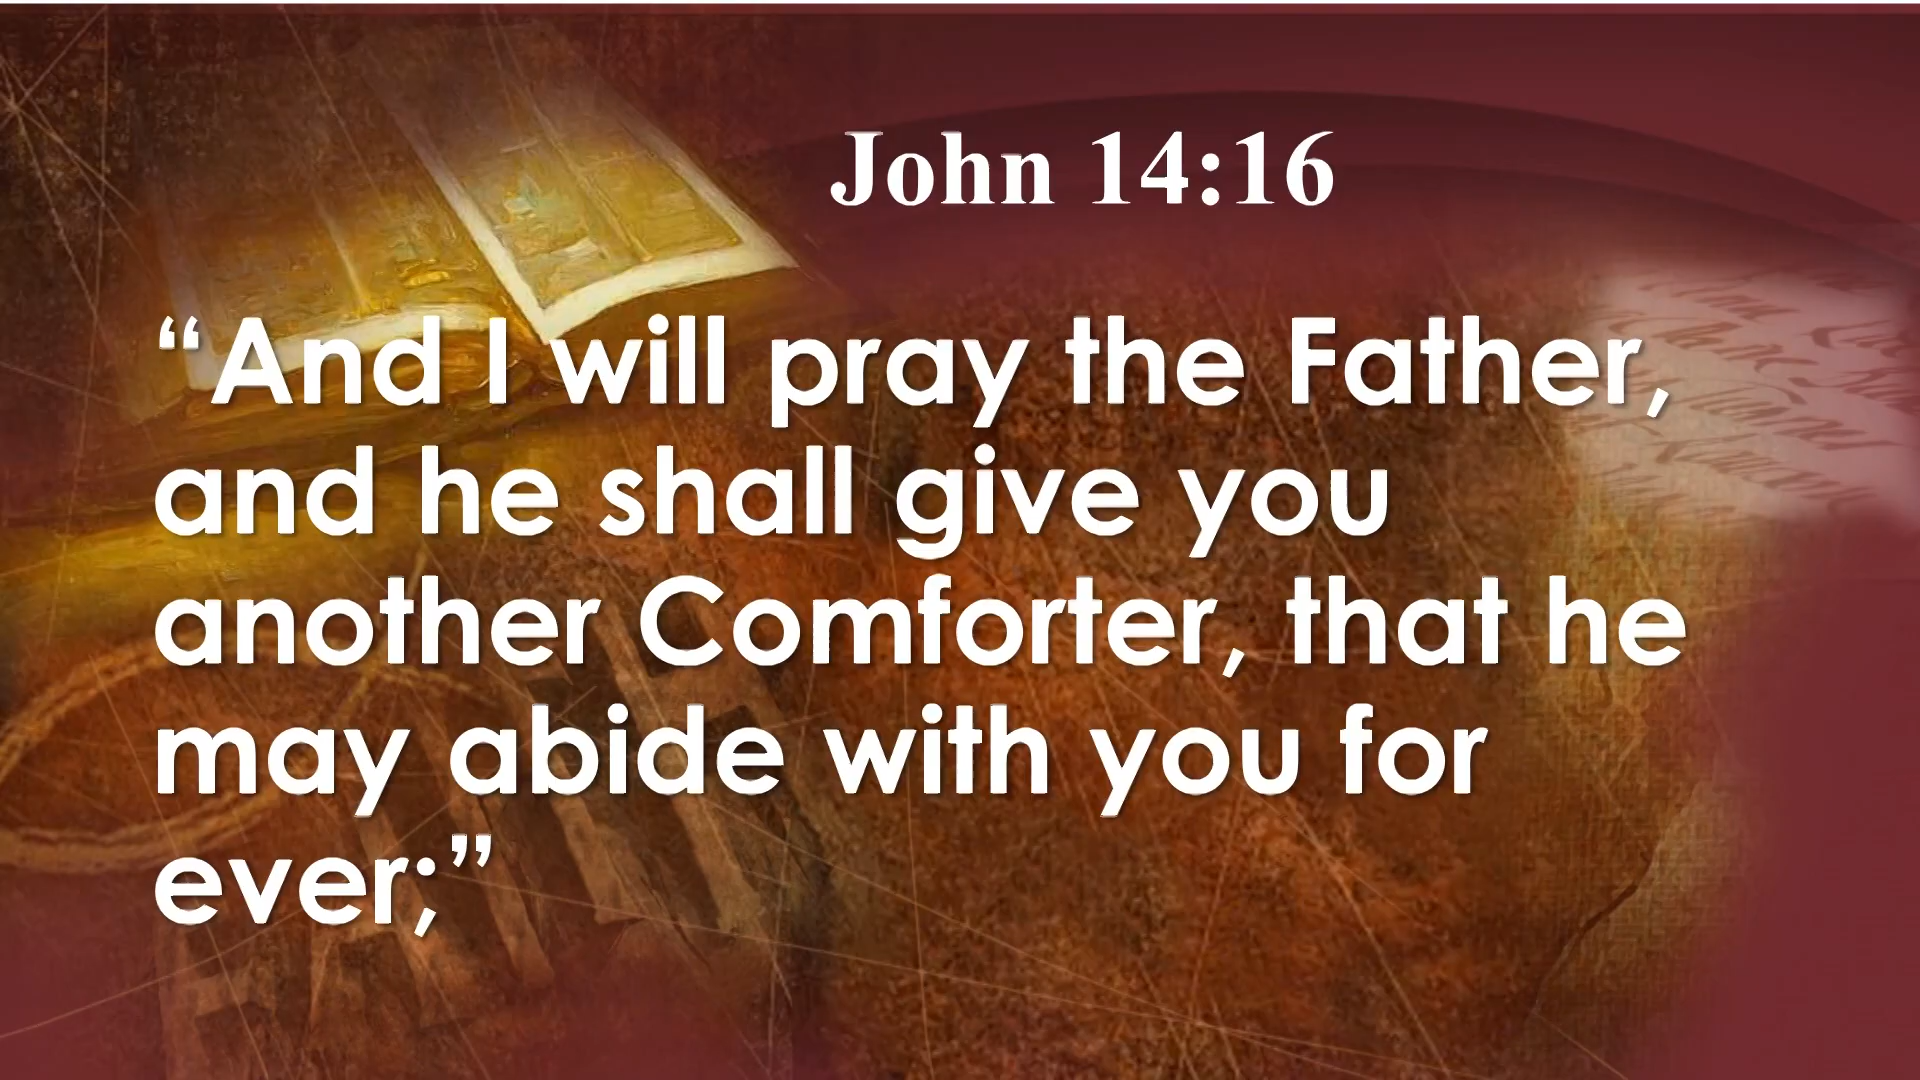 John 14:16
“And I will pray the Father,
and he shall give you
another Comforter, that he
may abide with you for
ever;”